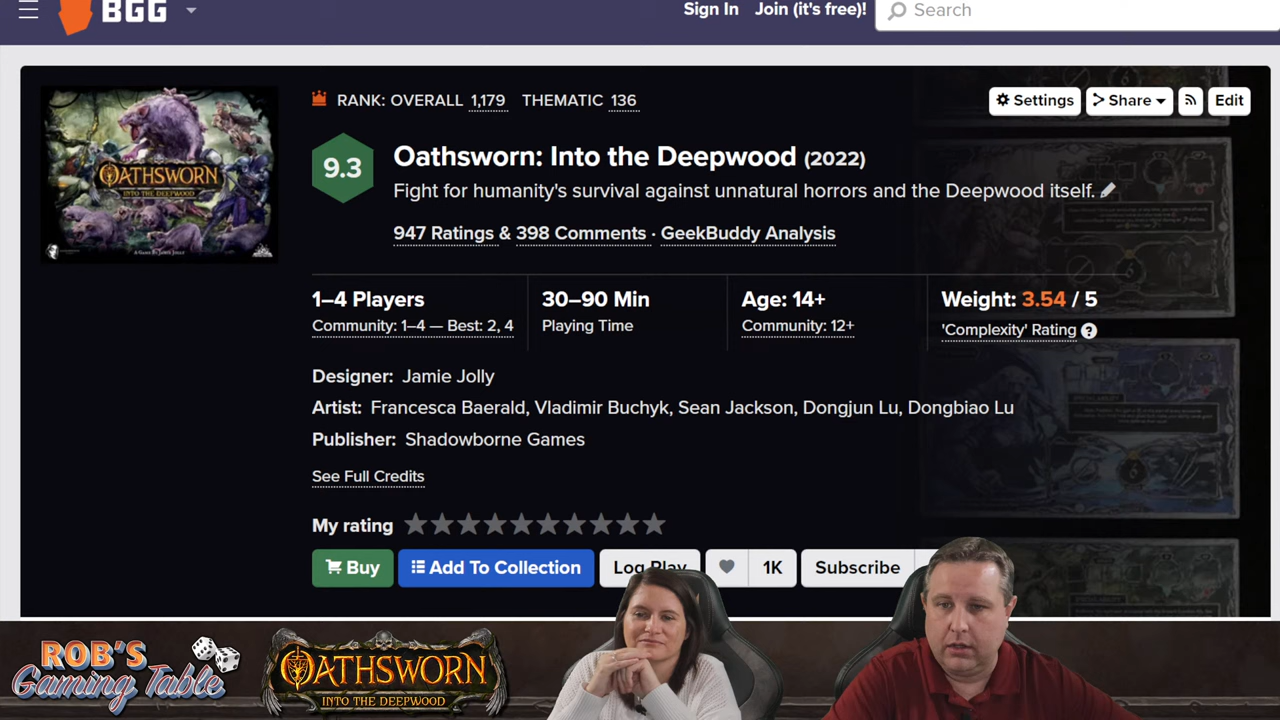 BGG
Sign In Join (it's free)! Search
RANK: OVERALL 1,179 THEMATIC 136
Settings Share Edit
9.3
Oathsworn: Into the Deepwood (2022)
Fight for humanity's survival against unnatural horrors and the Deepwood itself.
947 Ratings & 398 Comments · GeekBuddy Analysis
OATHSWORN
INTO THE DEEPWOOD
A GAME BY JAMIE JOLLY
1–4 Players 30–90 Min Age: 14+ Weight: 3.54 / 5
Community: 1–4 — Best: 2, 4 Playing Time Community: 12+ 'Complexity' Rating ?
Designer: Jamie Jolly
Artist: Francesca Baerald, Vladimir Buchyk, Sean Jackson, Dongjun Lu, Dongbiao Lu
Publisher: Shadowborne Games
See Full Credits
My rating
Buy Add To Collection Log Play 1K Subscribe
ROB'S
Gaming Table
OATHSWORN
INTO THE DEEPWOOD